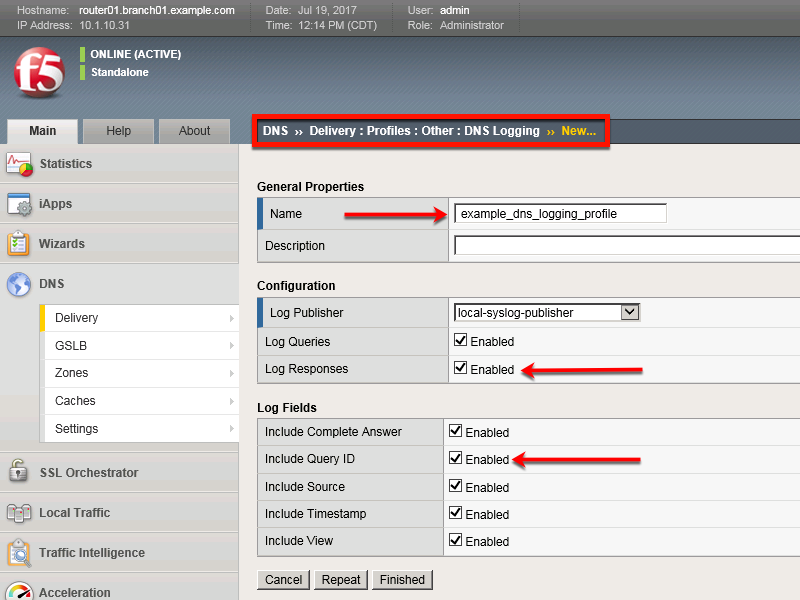 Hostname: router01.branch01.example.com Date: Jul 19, 2017 User: admin
IP Address: 10.1.10.31 Time: 12:14 PM (CDT) Role: Administrator
f5
ONLINE (ACTIVE)
Standalone
Main Help About
DNS ›› Delivery : Profiles : Other : DNS Logging ›› New...
Statistics
iApps
Wizards
DNS
Delivery
GSLB
Zones
Caches
Settings
SSL Orchestrator
Local Traffic
Traffic Intelligence
Acceleration
General Properties
Name example_dns_logging_profile
Description
Configuration
Log Publisher local-syslog-publisher
Log Queries Enabled
Log Responses Enabled
Log Fields
Include Complete Answer Enabled
Include Query ID Enabled
Include Source Enabled
Include Timestamp Enabled
Include View Enabled
Cancel Repeat Finished